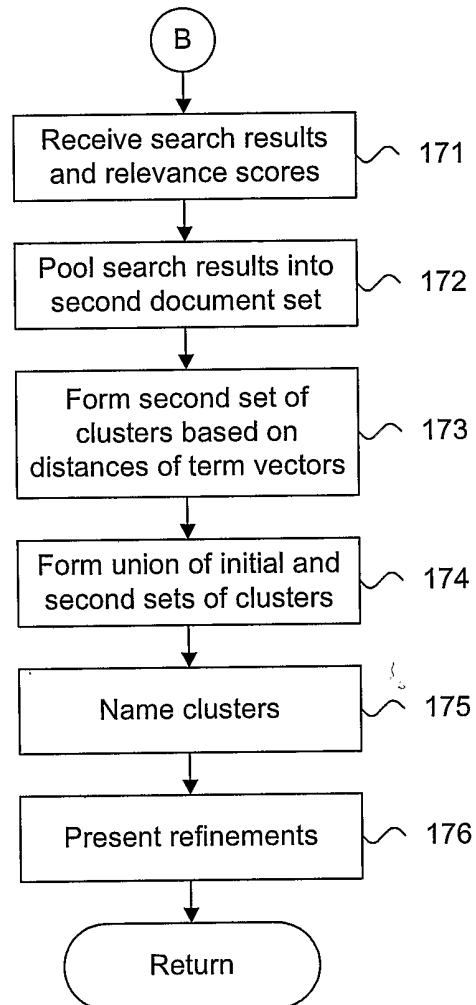 B
Receive search results
and relevance scores
171
Pool search results into
second document set
172
Form second set of
clusters based on
distances of term vectors
173
Form union of initial and
second sets of clusters
174
Name clusters
175
Present refinements
176
Return